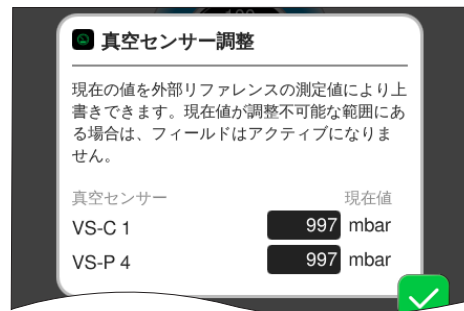 真空センサー調整
現在の値を外部リファレンスの測定値により上
書きできます。現在値が調整不可能な範囲にあ
る場合は、フィールドはアクティブになりま
せん。
真空センサー 現在値
VS-C 1 997 mbar
VS-P 4 997 mbar